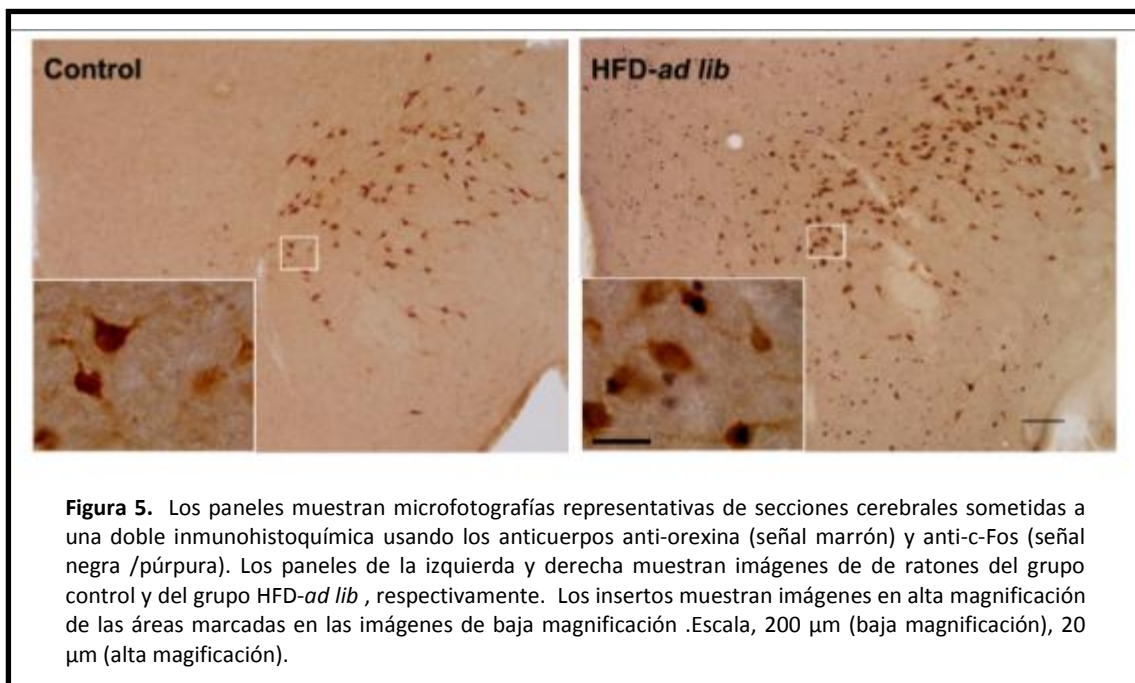 Control
HFD-ad lib
Figura 5. Los paneles muestran microfotografías representativas de secciones cerebrales sometidas a
una doble inmunohistoquímica usando los anticuerpos anti-orexina (señal marrón) y anti-c-Fos (señal
negra /púrpura). Los paneles de la izquierda y derecha muestran imágenes de de ratones del grupo
control y del grupo HFD-ad lib , respectivamente. Los insertos muestran imágenes en alta magnificación
de las áreas marcadas en las imágenes de baja magnificación .Escala, 200 µm (baja magnificación), 20
µm (alta magificación).